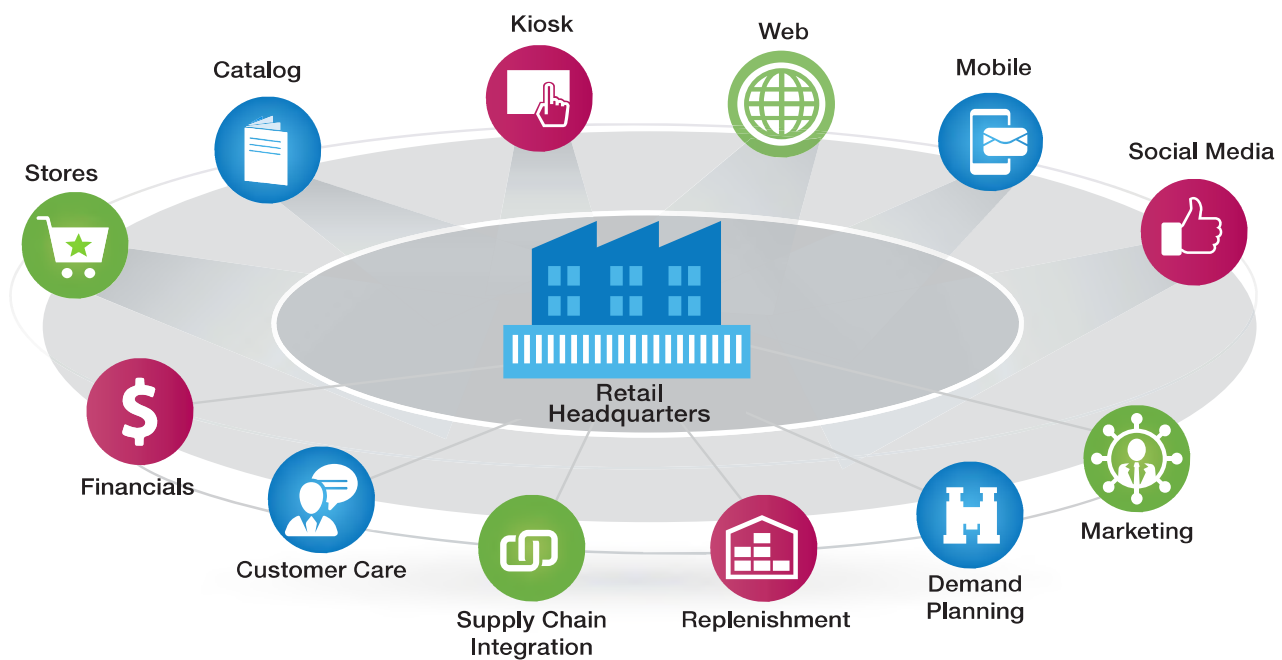 Kiosk
Web
Catalog
Mobile
Social Media
Stores
Retail
Headquarters
Financials
Marketing
Customer Care
Demand
Planning
Supply Chain
Integration
Replenishment